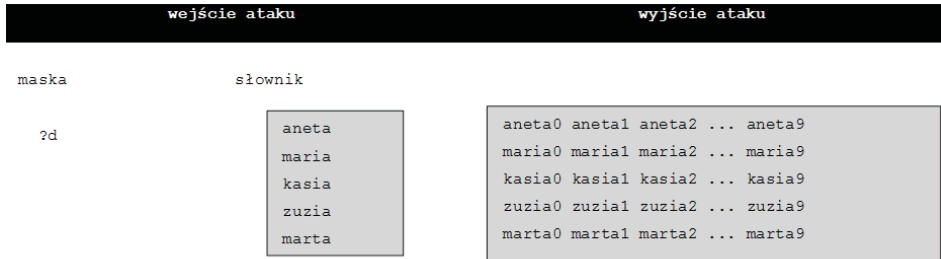 wejście ataku wyjście ataku
maska słownik
?d
aneta
maria
kasia
zuzia
marta
aneta0 aneta1 aneta2 ... aneta9
maria0 maria1 maria2 ... maria9
kasia0 kasia1 kasia2 ... kasia9
zuzia0 zuzia1 zuzia2 ... zuzia9
marta0 marta1 marta2 ... marta9